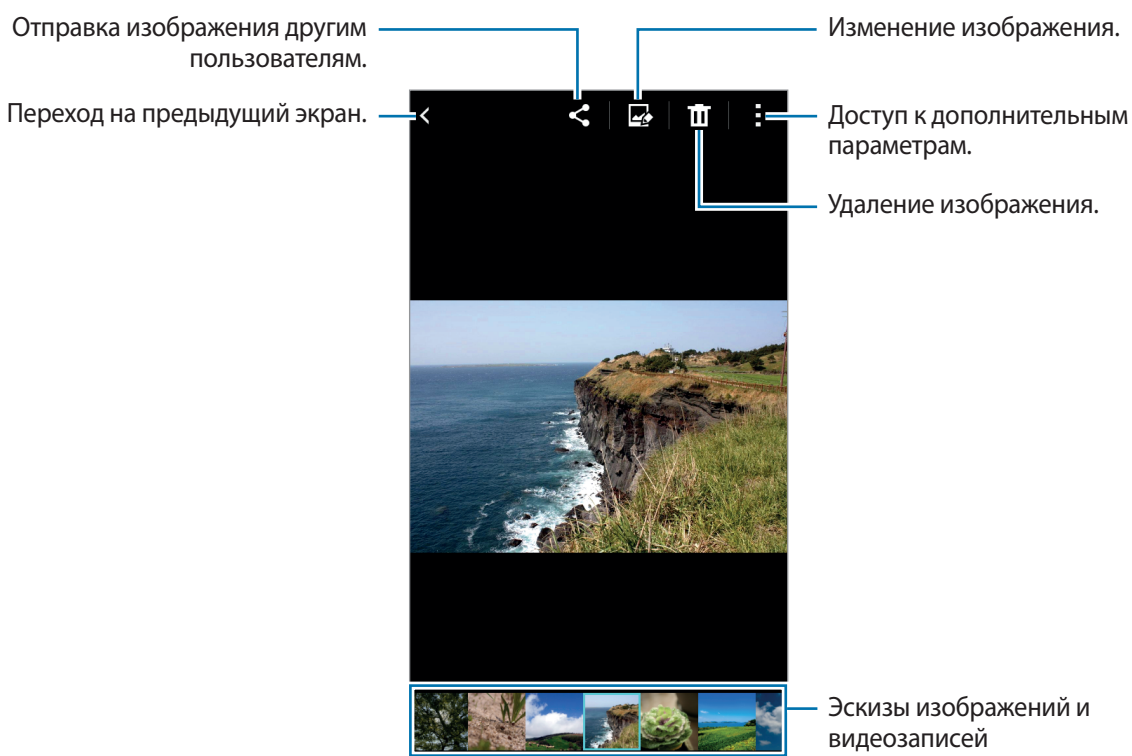 Отправка изображения другим
пользователям.
Переход на предыдущий экран.
Изменение изображения.
Доступ к дополнительным
параметрам.
Удаление изображения.
Эскизы изображений и
видеозаписей